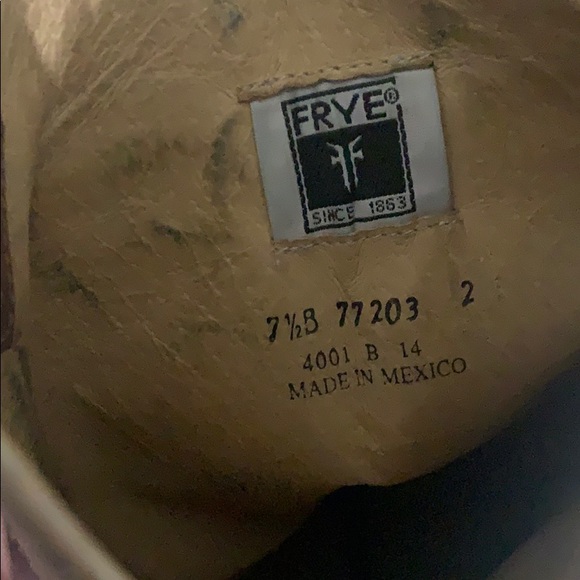 FRYE®
SINCE 1863
7½B 77203 2
4001 B 14
MADE IN MEXICO